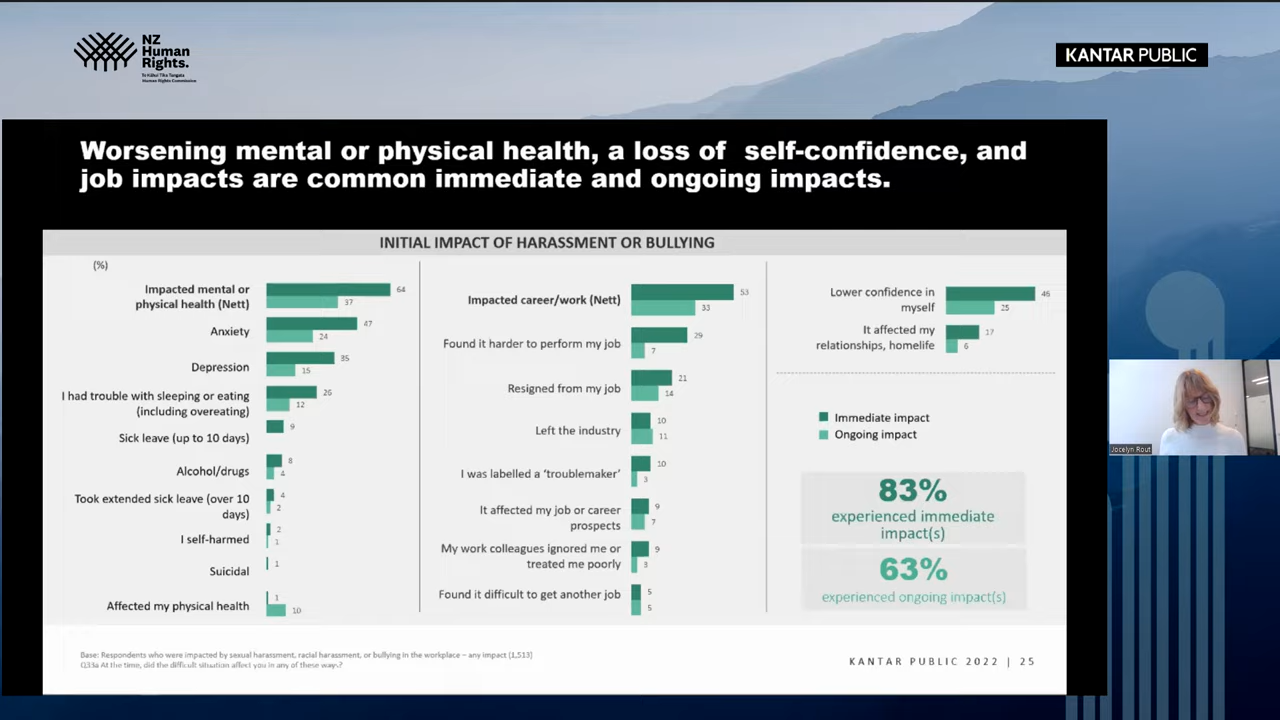 NZ
Human
Rights.
Te Kāhui Tika Tangata
Human Rights Commission
KANTAR PUBLIC
Worsening mental or physical health, a loss of self-confidence, and
job impacts are common immediate and ongoing impacts.
INITIAL IMPACT OF HARASSMENT OR BULLYING
(%)
Impacted mental or
physical health (Nett)
64
37
Anxiety
47
24
Depression
35
15
I had trouble with sleeping or eating
(including overeating)
26
12
Sick leave (up to 10 days)
9
Alcohol/drugs
8
4
Took extended sick leave (over 10
days)
4
2
I self-harmed
2
1
Suicidal
1
Affected my physical health
1
10
Impacted career/work (Nett)
53
33
Found it harder to perform my job
29
7
Resigned from my job
21
14
Left the industry
10
11
I was labelled a ‘troublemaker’
10
3
It affected my job or career
prospects
9
7
My work colleagues ignored me or
treated me poorly
9
3
Found it difficult to get another job
5
5
Lower confidence in
myself
46
25
It affected my
relationships, homelife
17
6
Immediate impact
Ongoing impact
83%
experienced immediate
impact(s)
63%
experienced ongoing impact(s)
Base: Respondents who were impacted by sexual harassment, racial harassment, or bullying in the workplace – any impact (1,513)
Q33a At the time, did the difficult situation affect you in any of these ways?
KANTAR PUBLIC 2022 | 25
Jocelyn Rout